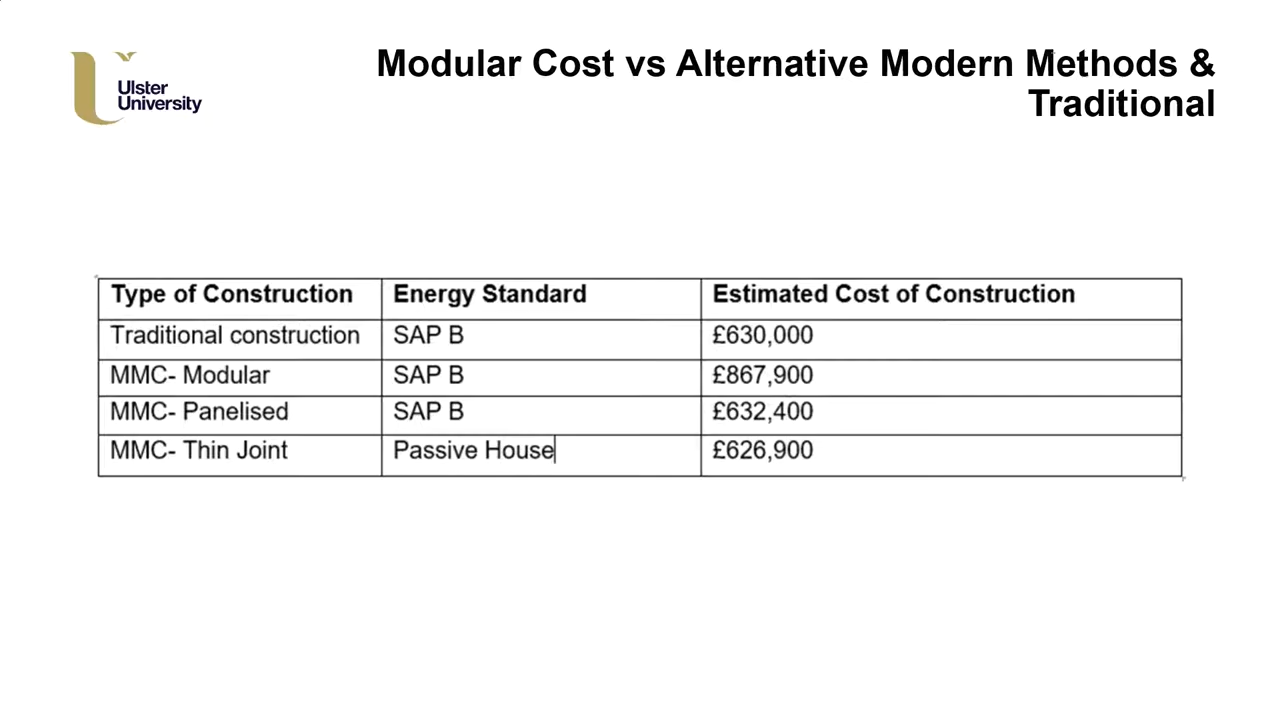 Ulster
University
Modular Cost vs Alternative Modern Methods &
Traditional
Type of Construction Energy Standard Estimated Cost of Construction
Traditional construction SAP B £630,000
MMC- Modular SAP B £867,900
MMC- Panelised SAP B £632,400
MMC- Thin Joint Passive House £626,900